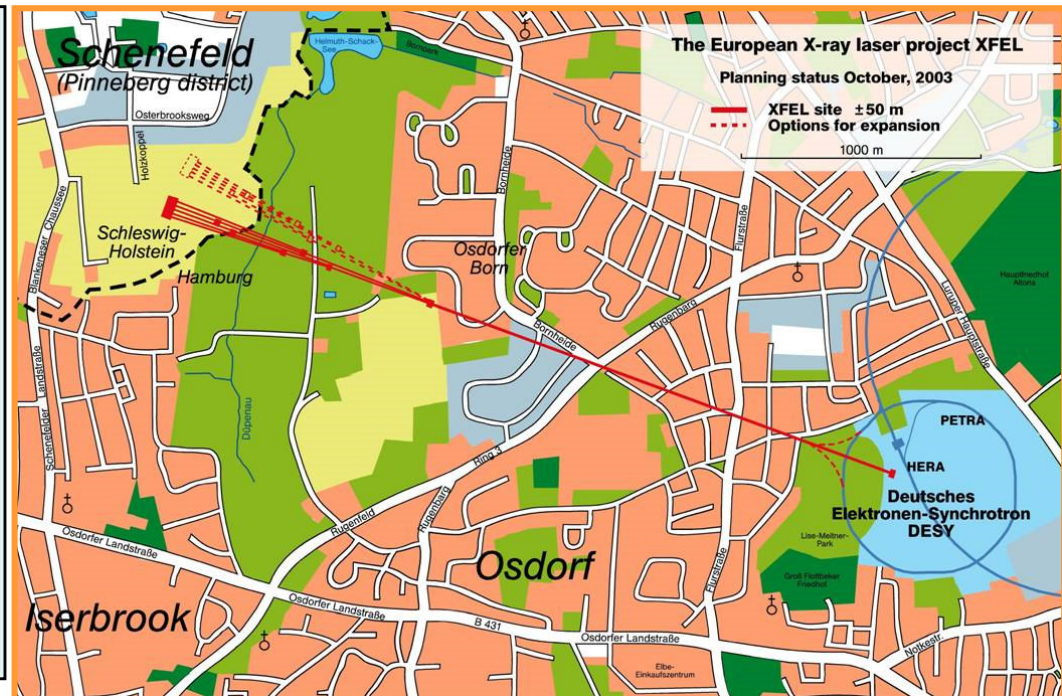 Schenefeld
(Pinneberg district)
Helmuth-Schack-
See
Bornpark
The European X-ray laser project XFEL
Planning status October, 2003
XFEL site ±50 m
Options for expansion
1000 m
Osterbrooksweg
Holzkoppel
Blankeneser Chaussee
Bornheide
Flurstraße
Schleswig-
Holstein
Hamburg
Osdorfer
Born
Hauptfriedhof
Altona
Luruper Hauptstraße
Rugenbarg
Bornheide
Schenefelder Landstraße
Düpenau
PETRA
HERA
Deutsches
Elektronen-Synchrotron
DESY
Ring 3
Rugenbarg
Rugenfeld
Lise-Meitner-
Park
Osdorfer Landstraße
Osdorf
Flurstraße
Groß Flottbeker
Friedhof
Iserbrook
Osdorfer Landstraße
B 431
Osdorfer Landstraße
Notkestr.
Elbe-
Einkaufszentrum